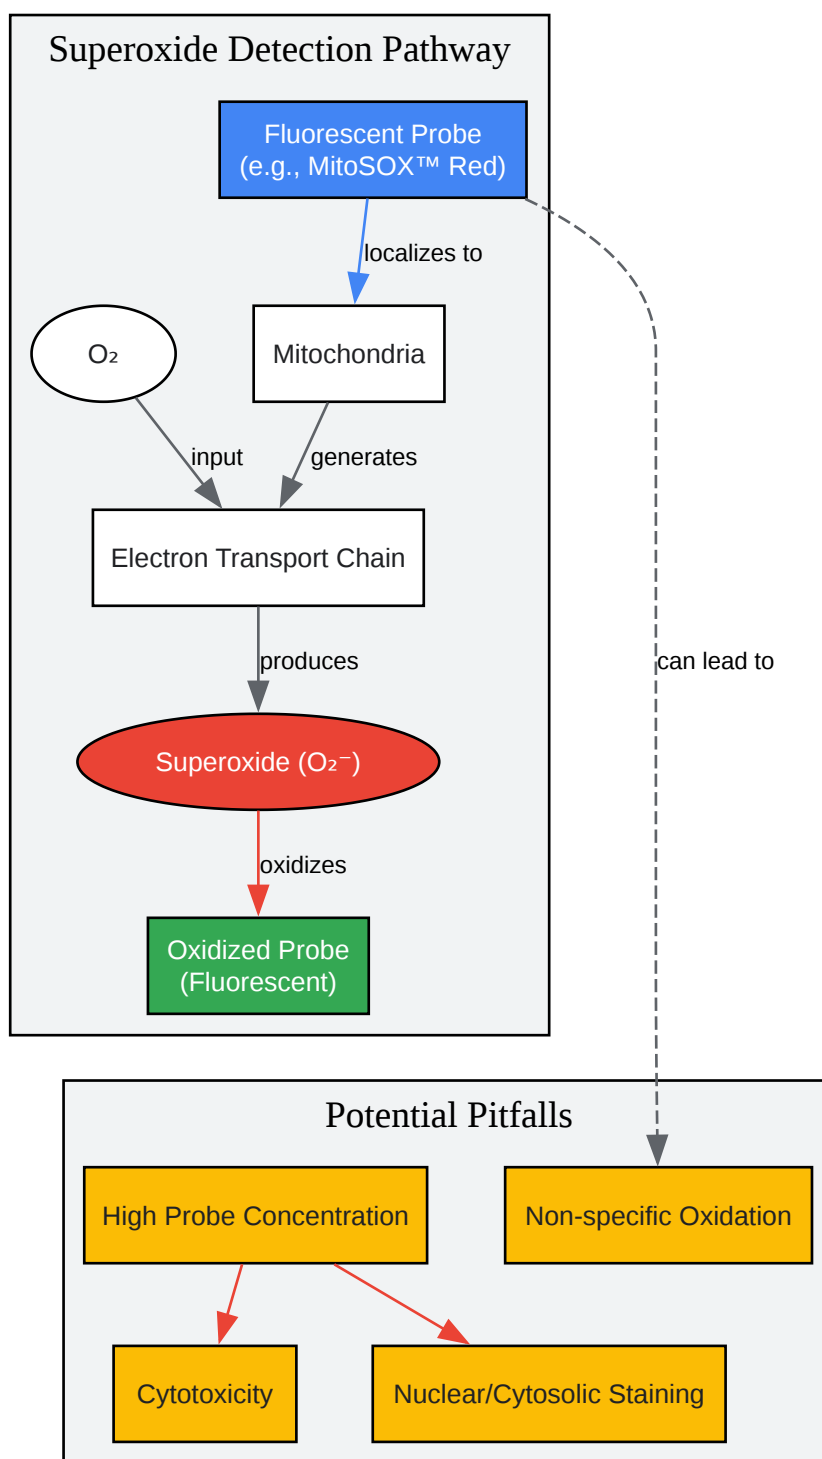 Superoxide Detection Pathway
Fluorescent Probe
(e.g., MitoSOX™ Red)
localizes to
O₂
Mitochondria
input
generates
Electron Transport Chain
produces
can lead to
Superoxide (O₂⁻)
oxidizes
Oxidized Probe
(Fluorescent)
Potential Pitfalls
High Probe Concentration
Non-specific Oxidation
Cytotoxicity
Nuclear/Cytosolic Staining